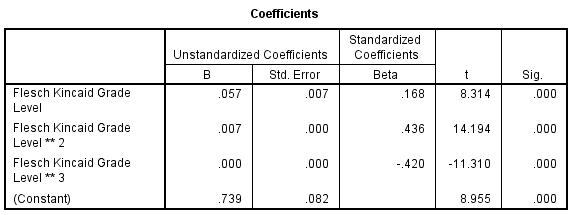 Coefficients
Unstandardized Coefficients
Standardized
Coefficients
B Std. Error Beta t Sig.
Flesch Kincaid Grade
Level
.057 .007 .168 8.314 .000
Flesch Kincaid Grade
Level ** 2
.007 .000 .436 14.194 .000
Flesch Kincaid Grade
Level ** 3
.000 .000 -.420 -11.310 .000
(Constant) .739 .082 8.955 .000